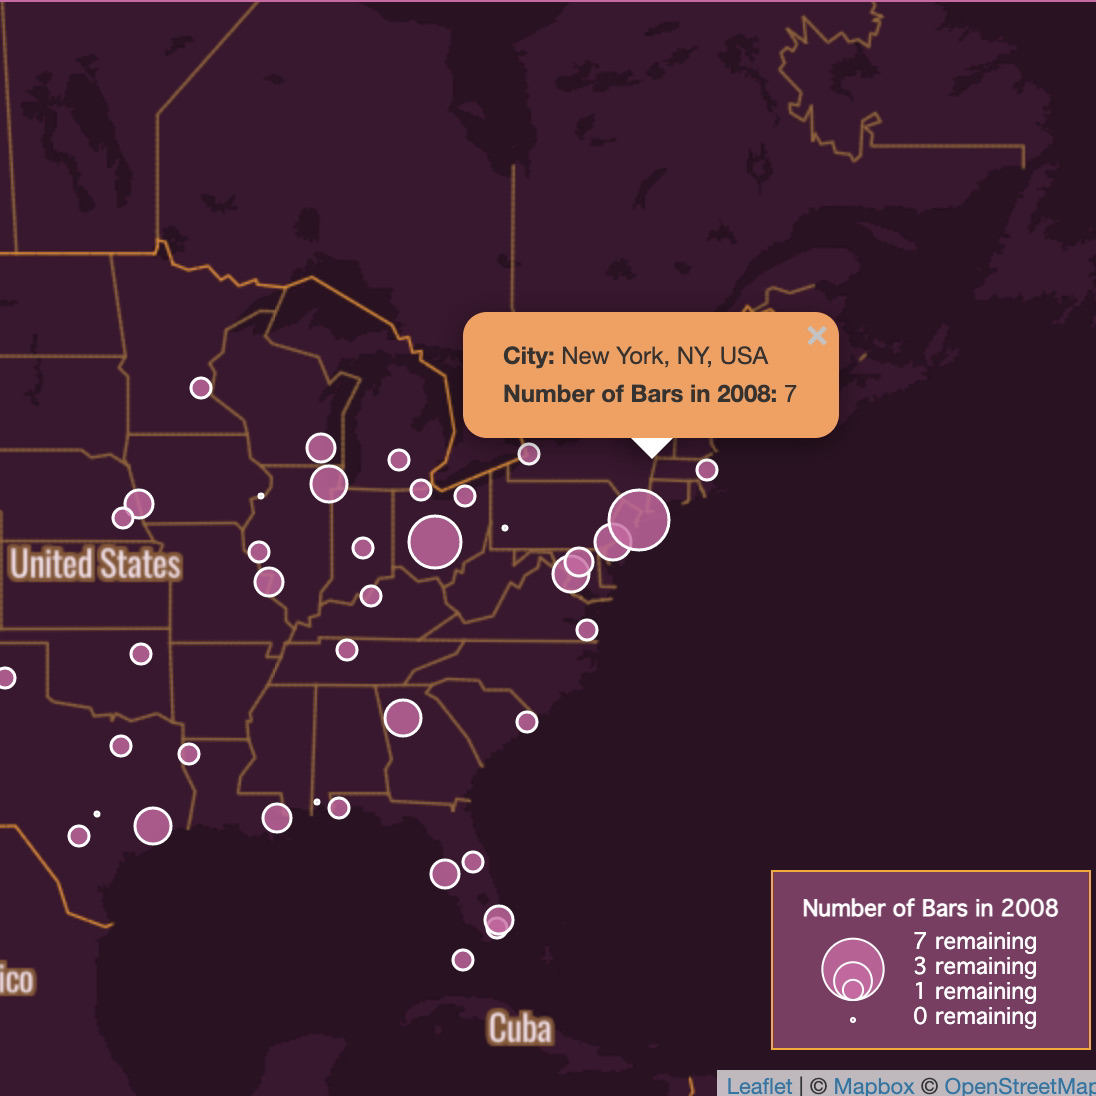 City: New York, NY, USA
×
Number of Bars in 2008: 7
United States
Number of Bars in 2008
7 remaining
3 remaining
1 remaining
0 remaining
ico
Cuba
Leaflet | © Mapbox © OpenStreetMap